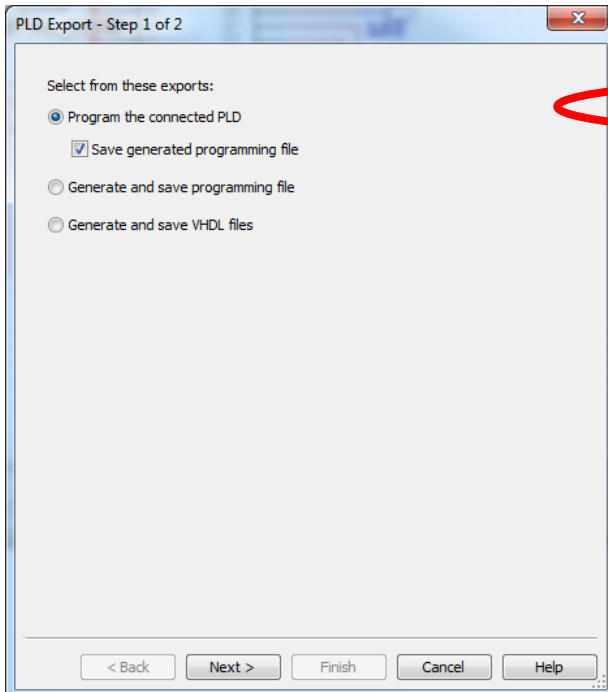 PLD Export - Step 1 of 2
Select from these exports:
Program the connected PLD
Save generated programming file
Generate and save programming file
Generate and save VHDL files
< Back Next > Finish Cancel Help